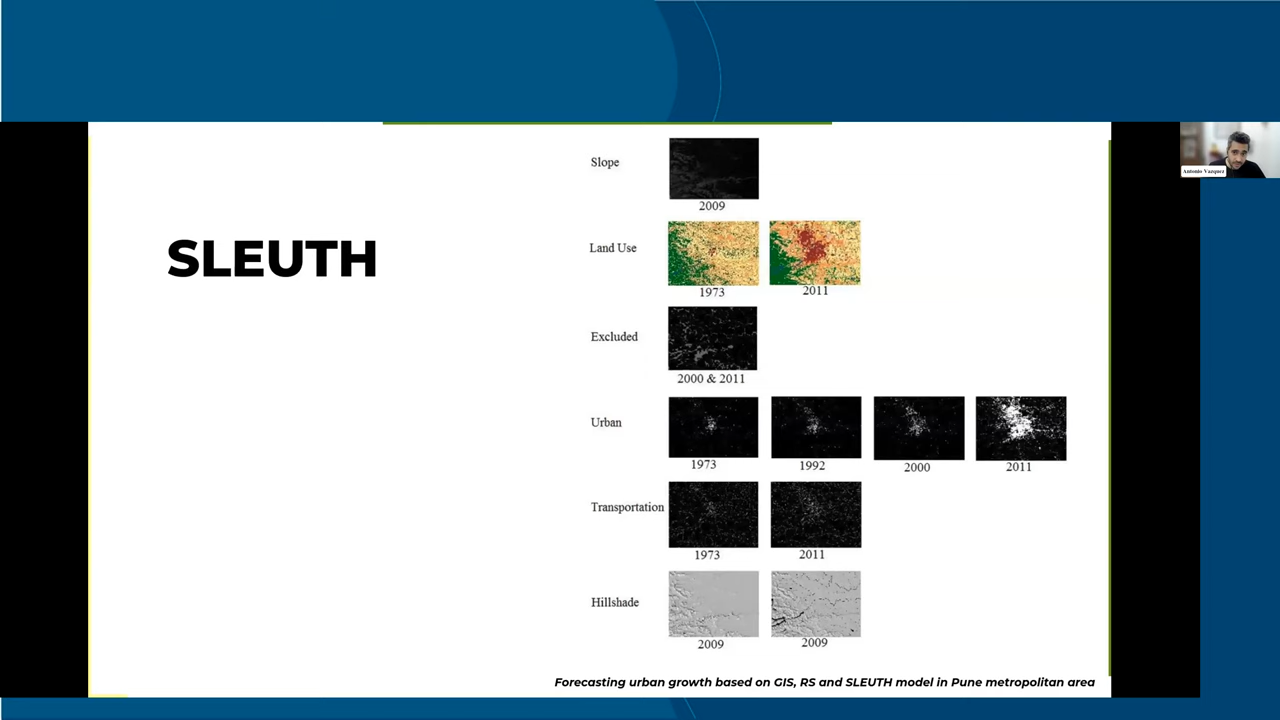 SLEUTH
Slope
2009
Land Use
1973 2011
Excluded
2000 & 2011
Urban
1973 1992 2000 2011
Transportation
1973 2011
Hillshade
2009 2009
Forecasting urban growth based on GIS, RS and SLEUTH model in Pune metropolitan area
Antonio Vazquez